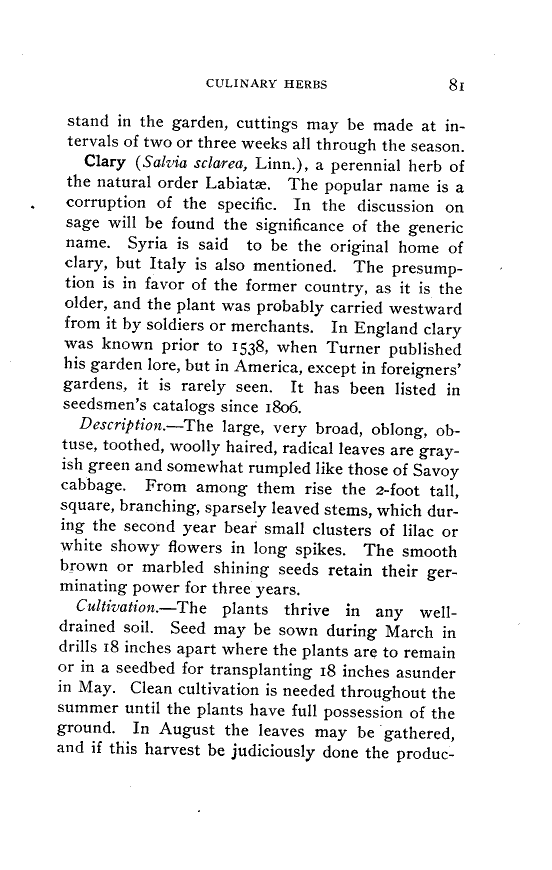 CULINARY HERBS 81
stand in the garden, cuttings may be made at in-
tervals of two or three weeks all through the season.
Clary (Salvia sclarea, Linn.), a perennial herb of
the natural order Labiatæ. The popular name is a
corruption of the specific. In the discussion on
sage will be found the significance of the generic
name. Syria is said to be the original home of
clary, but Italy is also mentioned. The presump-
tion is in favor of the former country, as it is the
older, and the plant was probably carried westward
from it by soldiers or merchants. In England clary
was known prior to 1538, when Turner published
his garden lore, but in America, except in foreigners'
gardens, it is rarely seen. It has been listed in
seedsmen's catalogs since 1806.
Description.—The large, very broad, oblong, ob-
tuse, toothed, woolly haired, radical leaves are gray-
ish green and somewhat rumpled like those of Savoy
cabbage. From among them rise the 2-foot tall,
square, branching, sparsely leaved stems, which dur-
ing the second year bear small clusters of lilac or
white showy flowers in long spikes. The smooth
brown or marbled shining seeds retain their ger-
minating power for three years.
Cultivation.—The plants thrive in any well-
drained soil. Seed may be sown during March in
drills 18 inches apart where the plants are to remain
or in a seedbed for transplanting 18 inches asunder
in May. Clean cultivation is needed throughout the
summer until the plants have full possession of the
ground. In August the leaves may be gathered,
and if this harvest be judiciously done the produc-